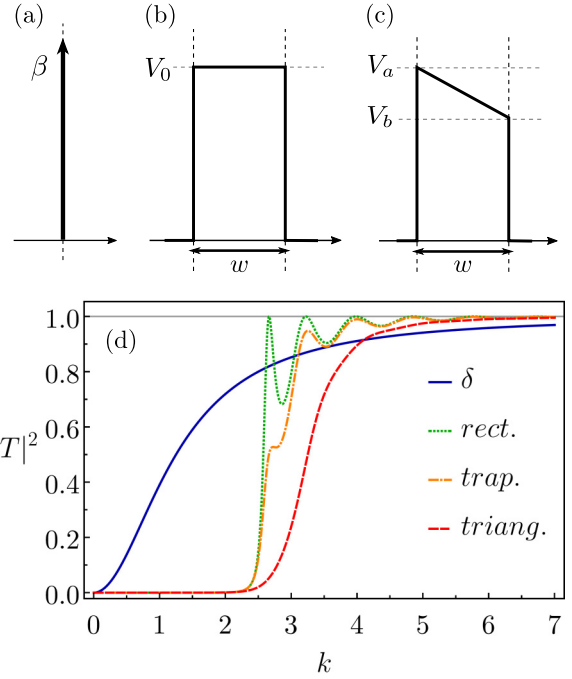 (a) (b) (c)
β V₀ Vₐ
V_b
w w
1.0
(d)
0.8
δ
rect.
T|²
0.6
trap.
0.4
triang.
0.2
0.0
0 1 2 3 4 5 6 7
k